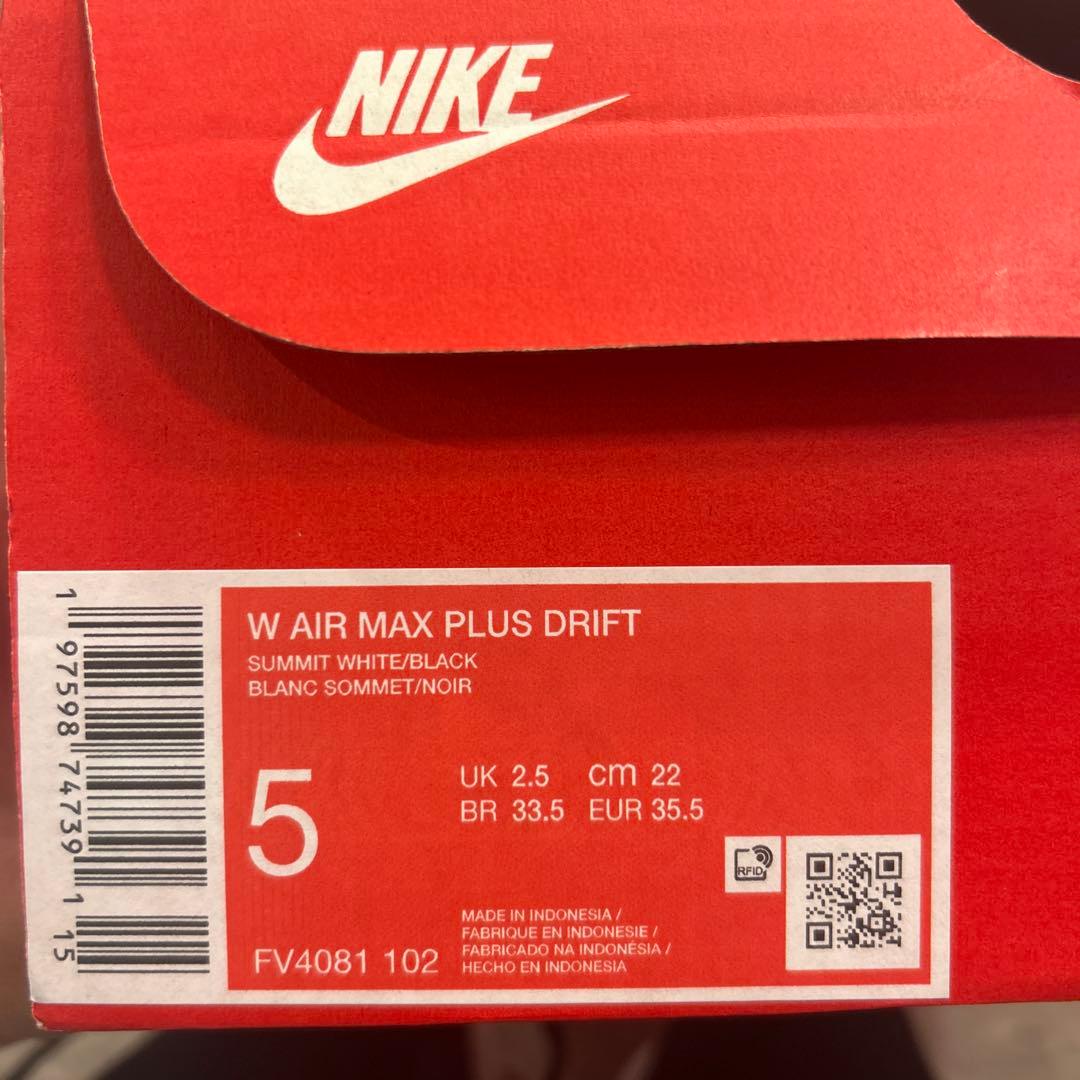 NIKE
W AIR MAX PLUS DRIFT
SUMMIT WHITE/BLACK
BLANC SOMMET/NOIR
5
UK 2.5 cm 22
BR 33.5 EUR 35.5
RFID
MADE IN INDONESIA /
FABRIQUE EN INDONESIE /
FABRICADO NA INDONÉSIA /
HECHO EN INDONESIA
FV4081 102
1 97598 74739 1 15